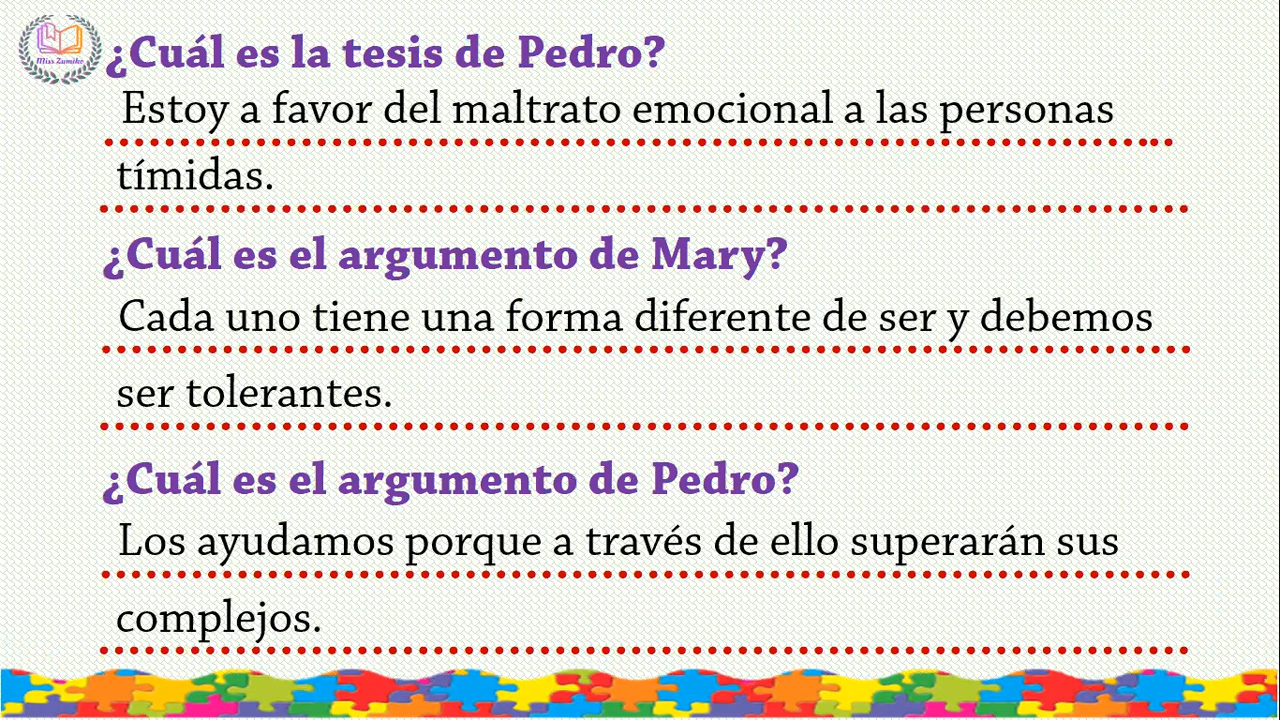 Miss Zumiko
¿Cuál es la tesis de Pedro?
Estoy a favor del maltrato emocional a las personas
tímidas.
¿Cuál es el argumento de Mary?
Cada uno tiene una forma diferente de ser y debemos
ser tolerantes.
¿Cuál es el argumento de Pedro?
Los ayudamos porque a través de ello superarán sus
complejos.